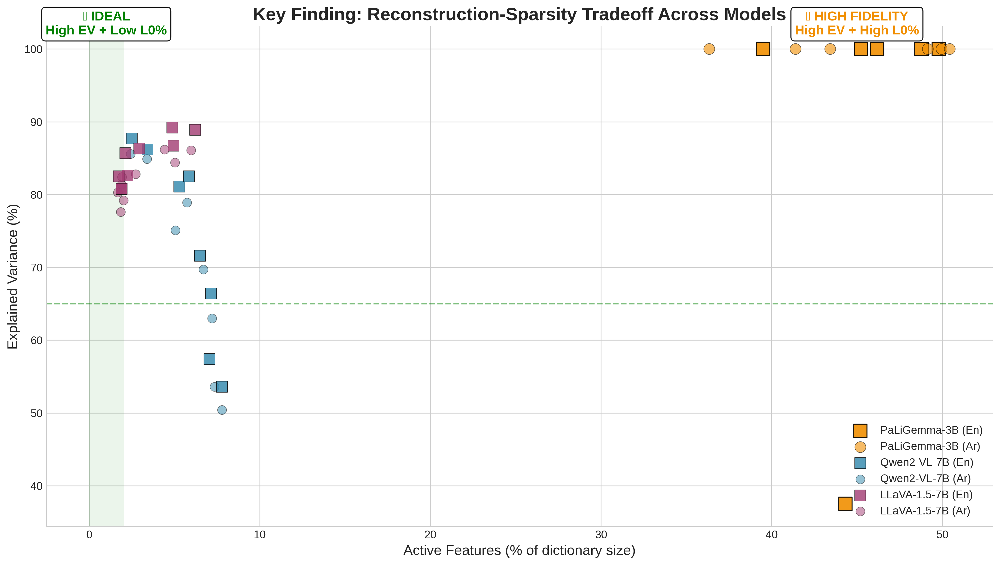 Key Finding: Reconstruction-Sparsity Tradeoff Across Models
IDEAL
High EV + Low L0%
HIGH FIDELITY
High EV + High L0%
Explained Variance (%)
100
90
80
70
60
50
40
0
10
20
30
40
50
Active Features (% of dictionary size)
PaLiGemma-3B (En)
PaLiGemma-3B (Ar)
Qwen2-VL-7B (En)
Qwen2-VL-7B (Ar)
LLaVA-1.5-7B (En)
LLaVA-1.5-7B (Ar)